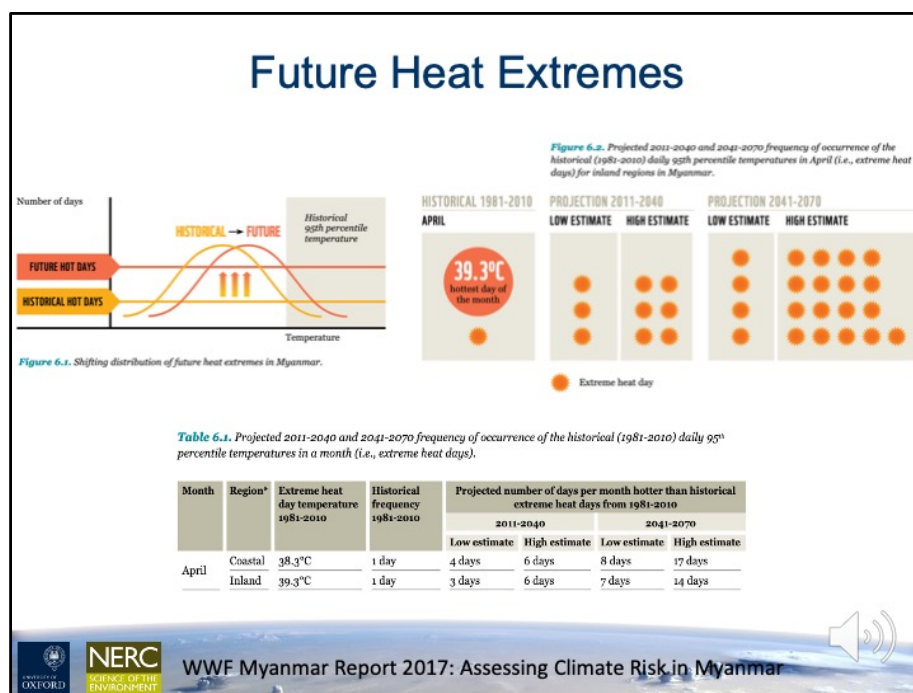 Future Heat Extremes
Figure 6.2. Projected 2011-2040 and 2041-2070 frequency of occurrence of the
historical (1981-2010) daily 95th percentile temperatures in April (i.e., extreme heat
days) for inland regions in Myanmar.
Number of days
HISTORICAL → FUTURE
Historical
95th percentile
temperature
FUTURE HOT DAYS
HISTORICAL HOT DAYS
Temperature
Figure 6.1. Shifting distribution of future heat extremes in Myanmar.
HISTORICAL 1981-2010
APRIL
39.3°C
hottest day of
the month
PROJECTION 2011-2040
LOW ESTIMATE HIGH ESTIMATE
PROJECTION 2041-2070
LOW ESTIMATE HIGH ESTIMATE
Extreme heat day
Table 6.1. Projected 2011-2040 and 2041-2070 frequency of occurrence of the historical (1981-2010) daily 95th
percentile temperatures in a month (i.e., extreme heat days).
Month Region* Extreme heat Historical Projected number of days per month hotter than historical
day temperature frequency extreme heat days from 1981-2010
1981-2010 1981-2010 2011-2040 2041-2070
Low estimate High estimate Low estimate High estimate
April Coastal 38.3°C 1 day 4 days 6 days 8 days 17 days
Inland 39.3°C 1 day 3 days 6 days 7 days 14 days
UNIVERSITY OF
OXFORD
NERC
SCIENCE OF THE
ENVIRONMENT
WWF Myanmar Report 2017: Assessing Climate Risk in Myanmar